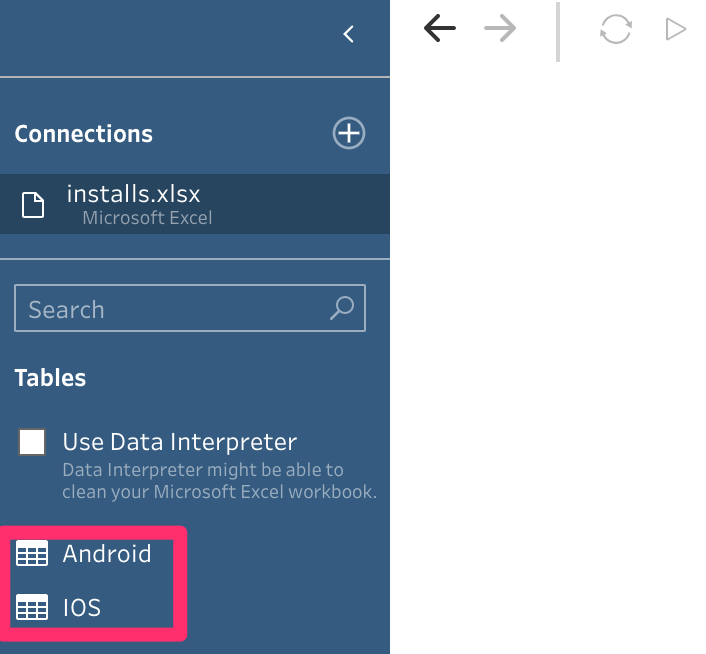 Connections
installs.xlsx
Microsoft Excel
Search
Tables
Use Data Interpreter
Data Interpreter might be able to
clean your Microsoft Excel workbook.
Android
IOS